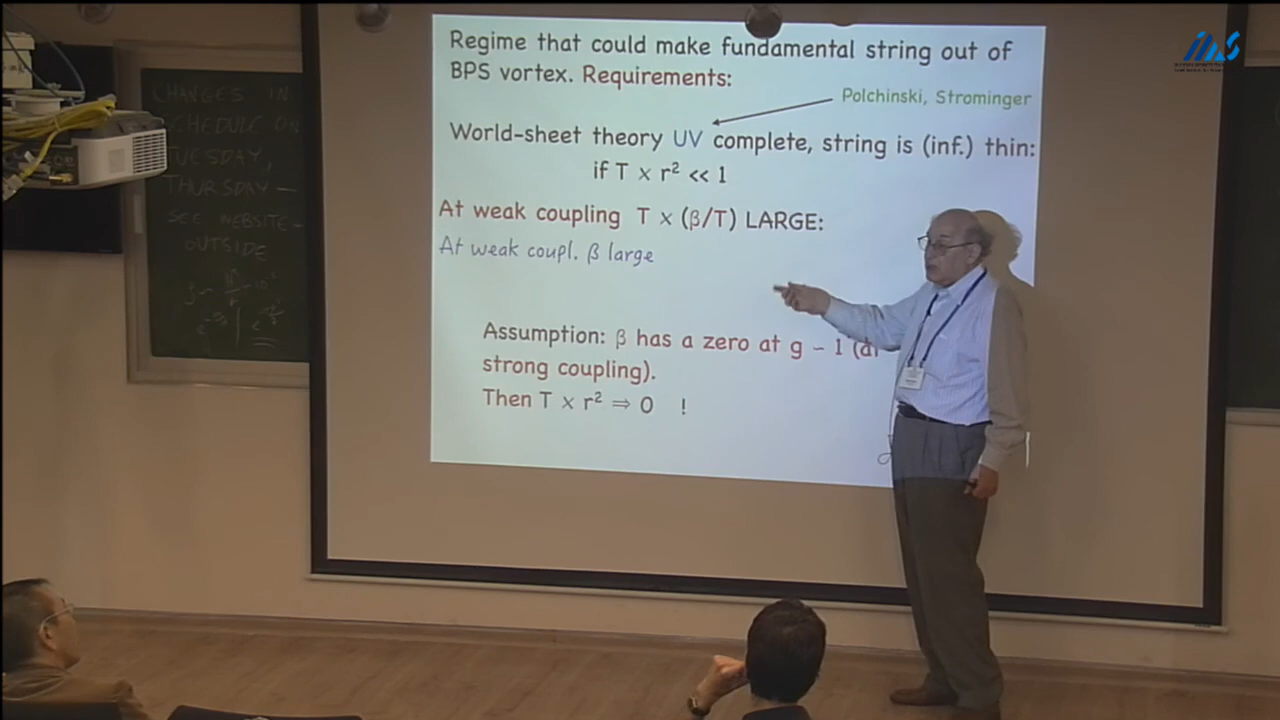 Regime that could make fundamental string out of
BPS vortex. Requirements:
Polchinski, Strominger
World-sheet theory UV complete, string is (inf.) thin:
if T × r² << 1
At weak coupling T × (β/T) LARGE:
At weak coupl. β large
Assumption: β has a zero at g ~ 1 (at
strong coupling).
Then T × r² ⇒ 0 !
CHANGES IN
SCHEDULE ON
TUESDAY,
THURSDAY —
SEE WEBSITE -
OUTSIDE